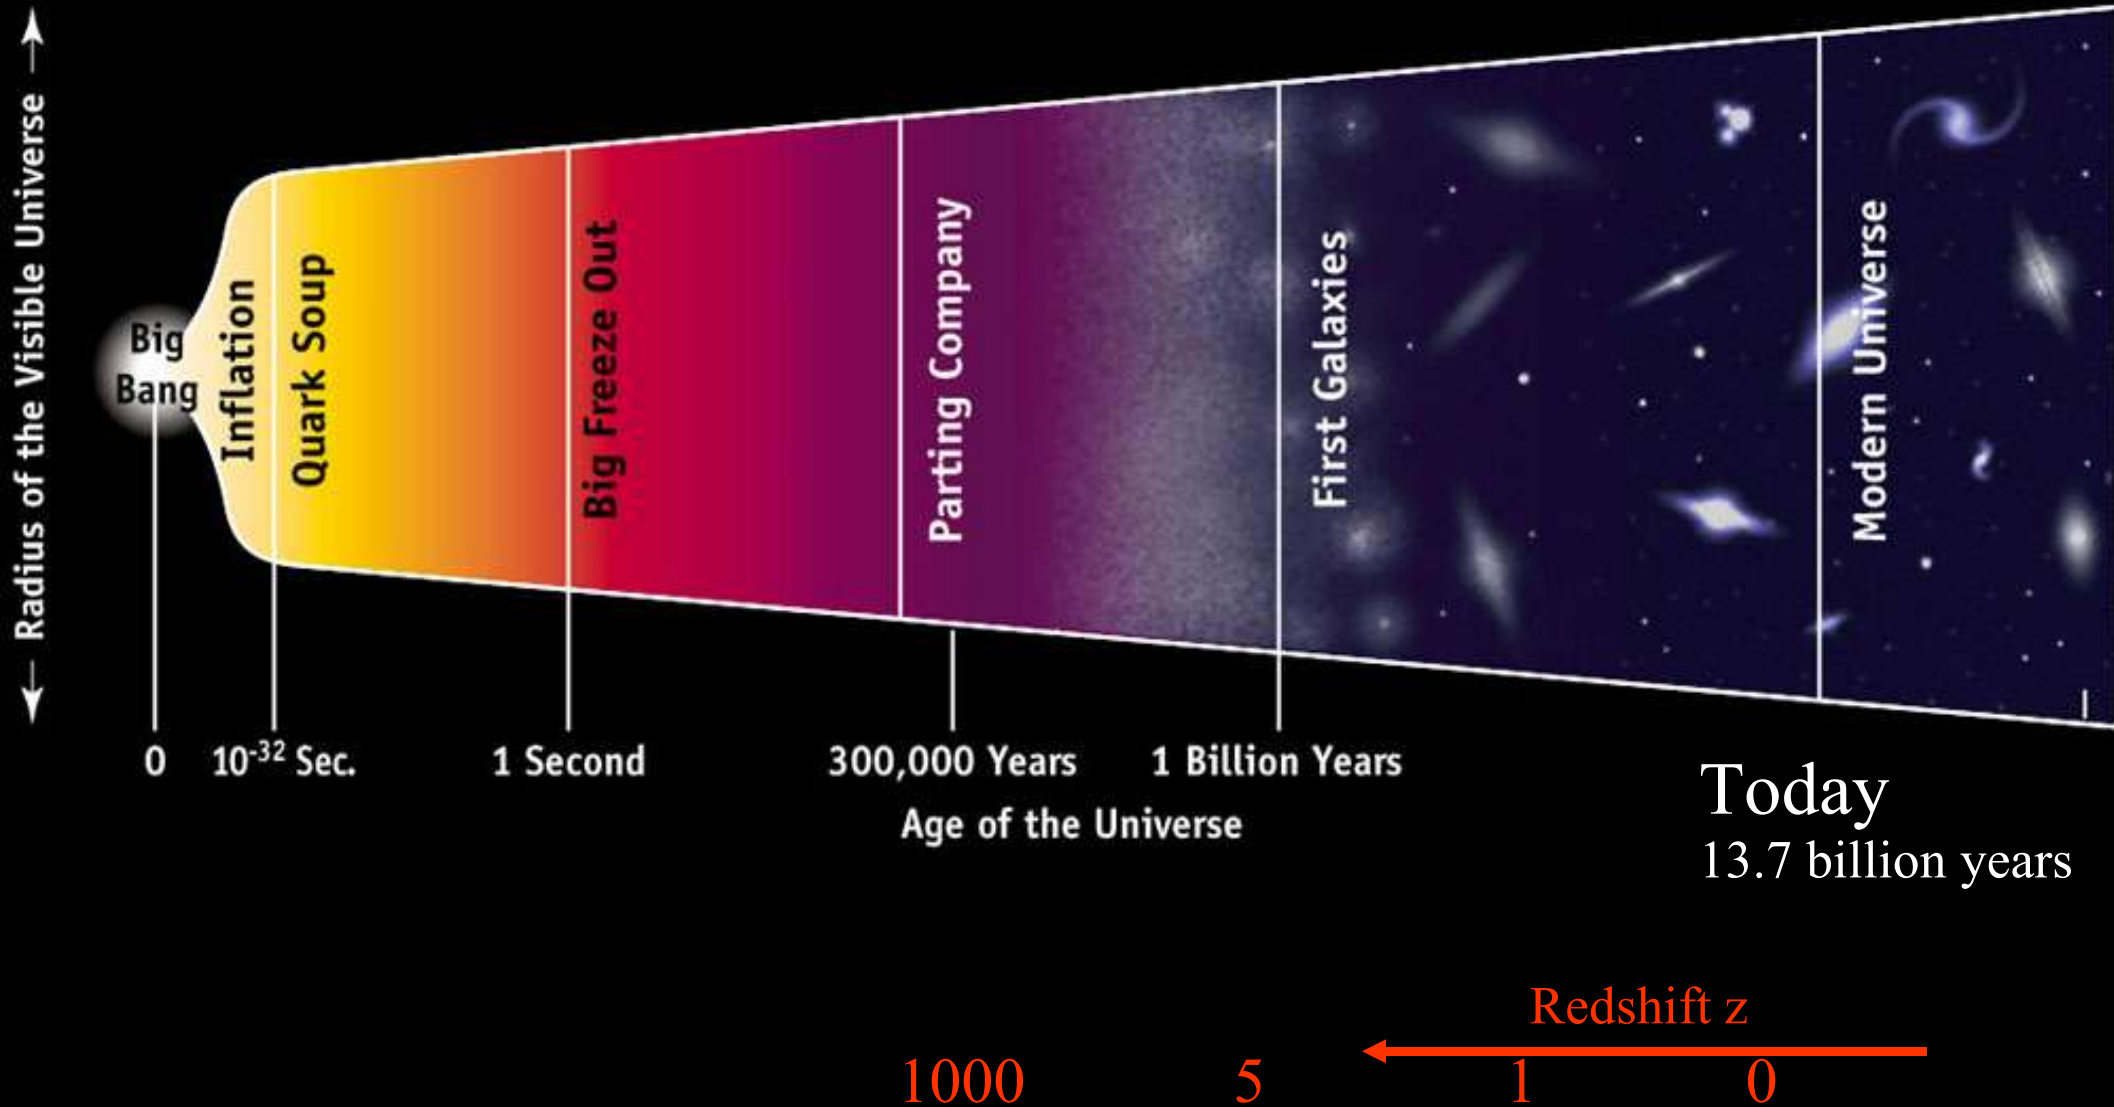 Radius of the Visible Universe
Big
Bang
Inflation
Quark Soup
Big Freeze Out
Parting Company
First Galaxies
Modern Universe
0
10⁻³² Sec.
1 Second
300,000 Years
1 Billion Years
Age of the Universe
Today
13.7 billion years
Redshift z
1000
5
1
0